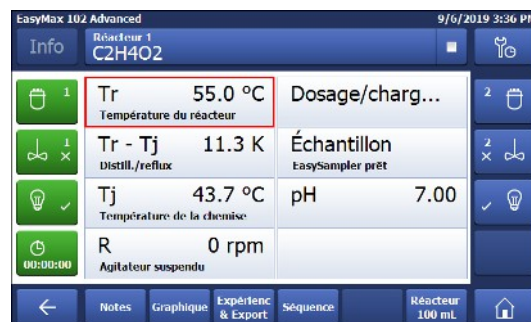 EasyMax 102 Advanced 9/6/2019 3:36 PM
Info
Réacteur 1
C2H4O2
1
Tr 55.0 °C
Température du réacteur
Dosage/charg...
2
1
Tr - Tj 11.3 K
Distill./reflux
Échantillon
EasySampler prêt
2
Tj 43.7 °C
Température de la chemise
pH 7.00
00:00:00
R 0 rpm
Agitateur suspendu
Notes
Graphique
Expérienc
& Export
Séquence
Réacteur
100 mL